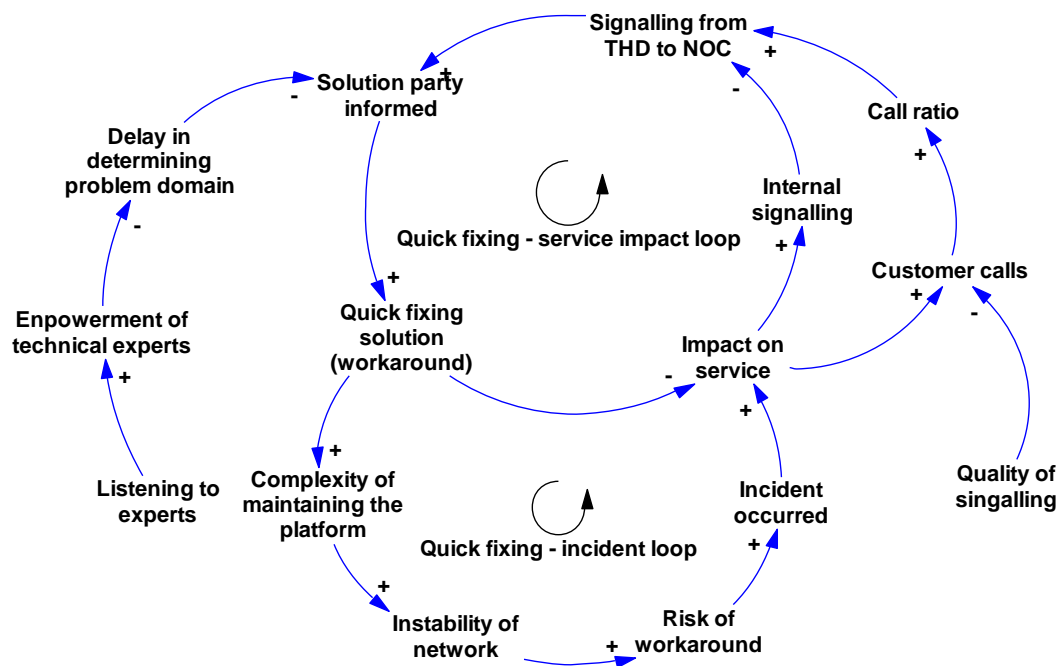 Signalling from
THD to NOC
+
+
Solution party
informed
-
-
Call ratio
Delay in
determining
problem domain
+
-
Internal
signalling
Quick fixing - service impact loop
+
+
Customer calls
+
-
Enpowerment of
technical experts
Quick fixing
solution
(workaround)
Impact on
service
+
-
+
+
Listening to
experts
Complexity of
maintaining the
platform
Incident
occurred
Quality of
singalling
Quick fixing - incident loop
+
+
Instability of
network
+
Risk of
workaround